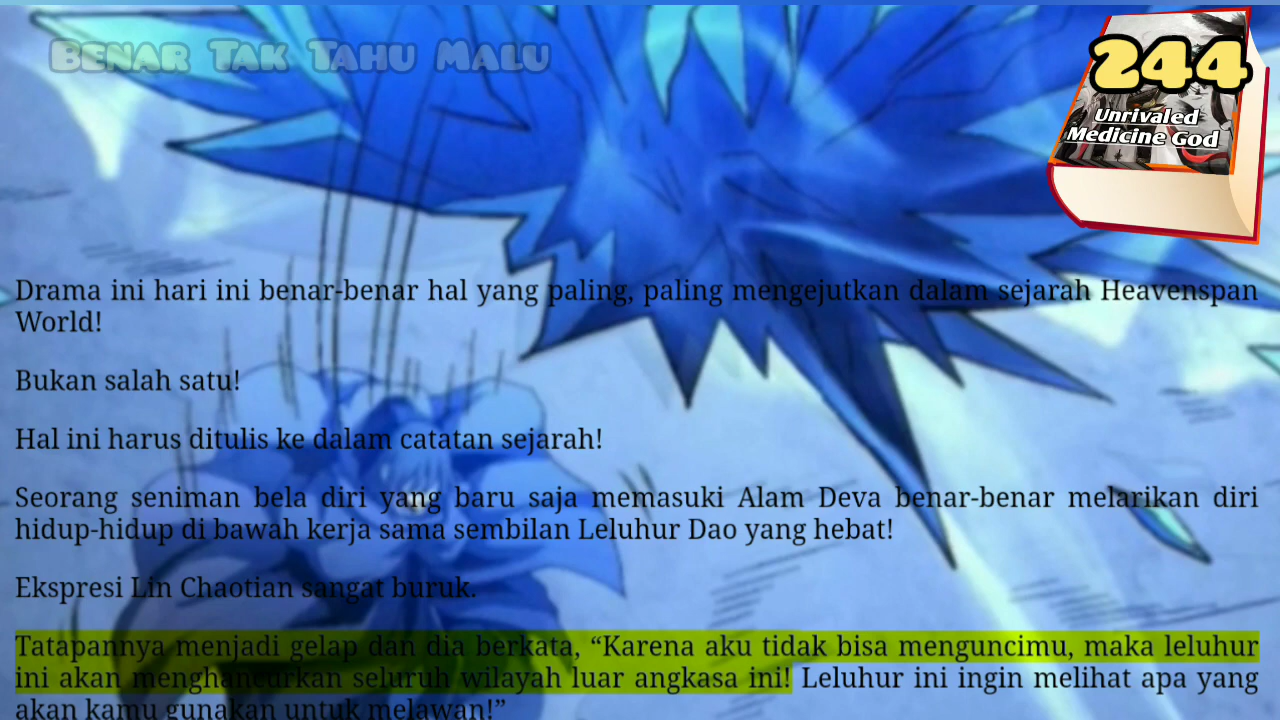 Benar Tak Tahu Malu
244
Unrivaled
Medicine God
Drama ini hari ini benar-benar hal yang paling, paling mengejutkan dalam sejarah Heavenspan
World!
Bukan salah satu!
Hal ini harus ditulis ke dalam catatan sejarah!
Seorang seniman bela diri yang baru saja memasuki Alam Deva benar-benar melarikan diri
hidup-hidup di bawah kerja sama sembilan Leluhur Dao yang hebat!
Ekspresi Lin Chaotian sangat buruk.
Tatapannya menjadi gelap dan dia berkata, “Karena aku tidak bisa menguncimu, maka leluhur
ini akan menghancurkan seluruh wilayah luar angkasa ini! Leluhur ini ingin melihat apa yang
akan kamu gunakan untuk melawan!”